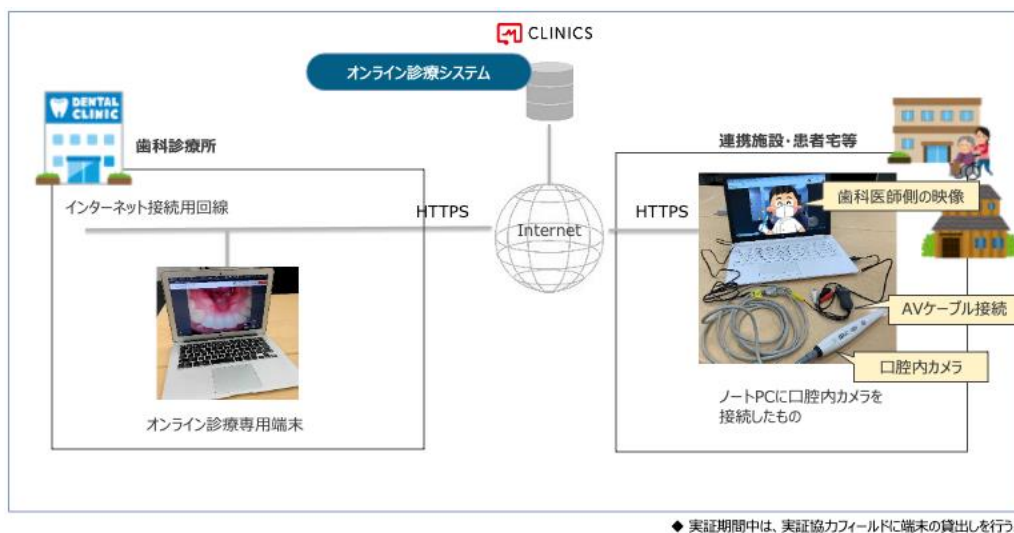 CLINICS
オンライン診療システム
DENTAL
CLINIC
歯科診療所
連携施設・患者宅等
インターネット接続用回線
HTTPS
Internet
HTTPS
歯科医師側の映像
AVケーブル接続
口腔内カメラ
オンライン診療専用端末
ノートPCに口腔内カメラを
接続したもの
◆ 実証期間中は、実証協力フィールドに端末の貸出しを行う